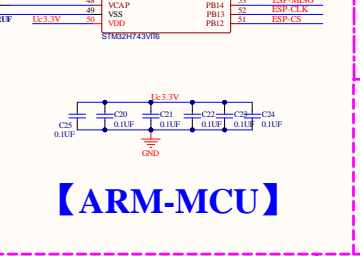 48 VCAP PB14 53 ESP-MISO
49 VSS PB13 52 ESP-CLK
UF Uc3.3V 50 VDD PB12 51 ESP-CS
STM32H743VIT6
Uc3.3V
C25 C20 C21 C22 C23 C24
0.1UF 0.1UF 0.1UF 0.1UF 0.1UF 0.1UF
GND
【ARM-MCU】